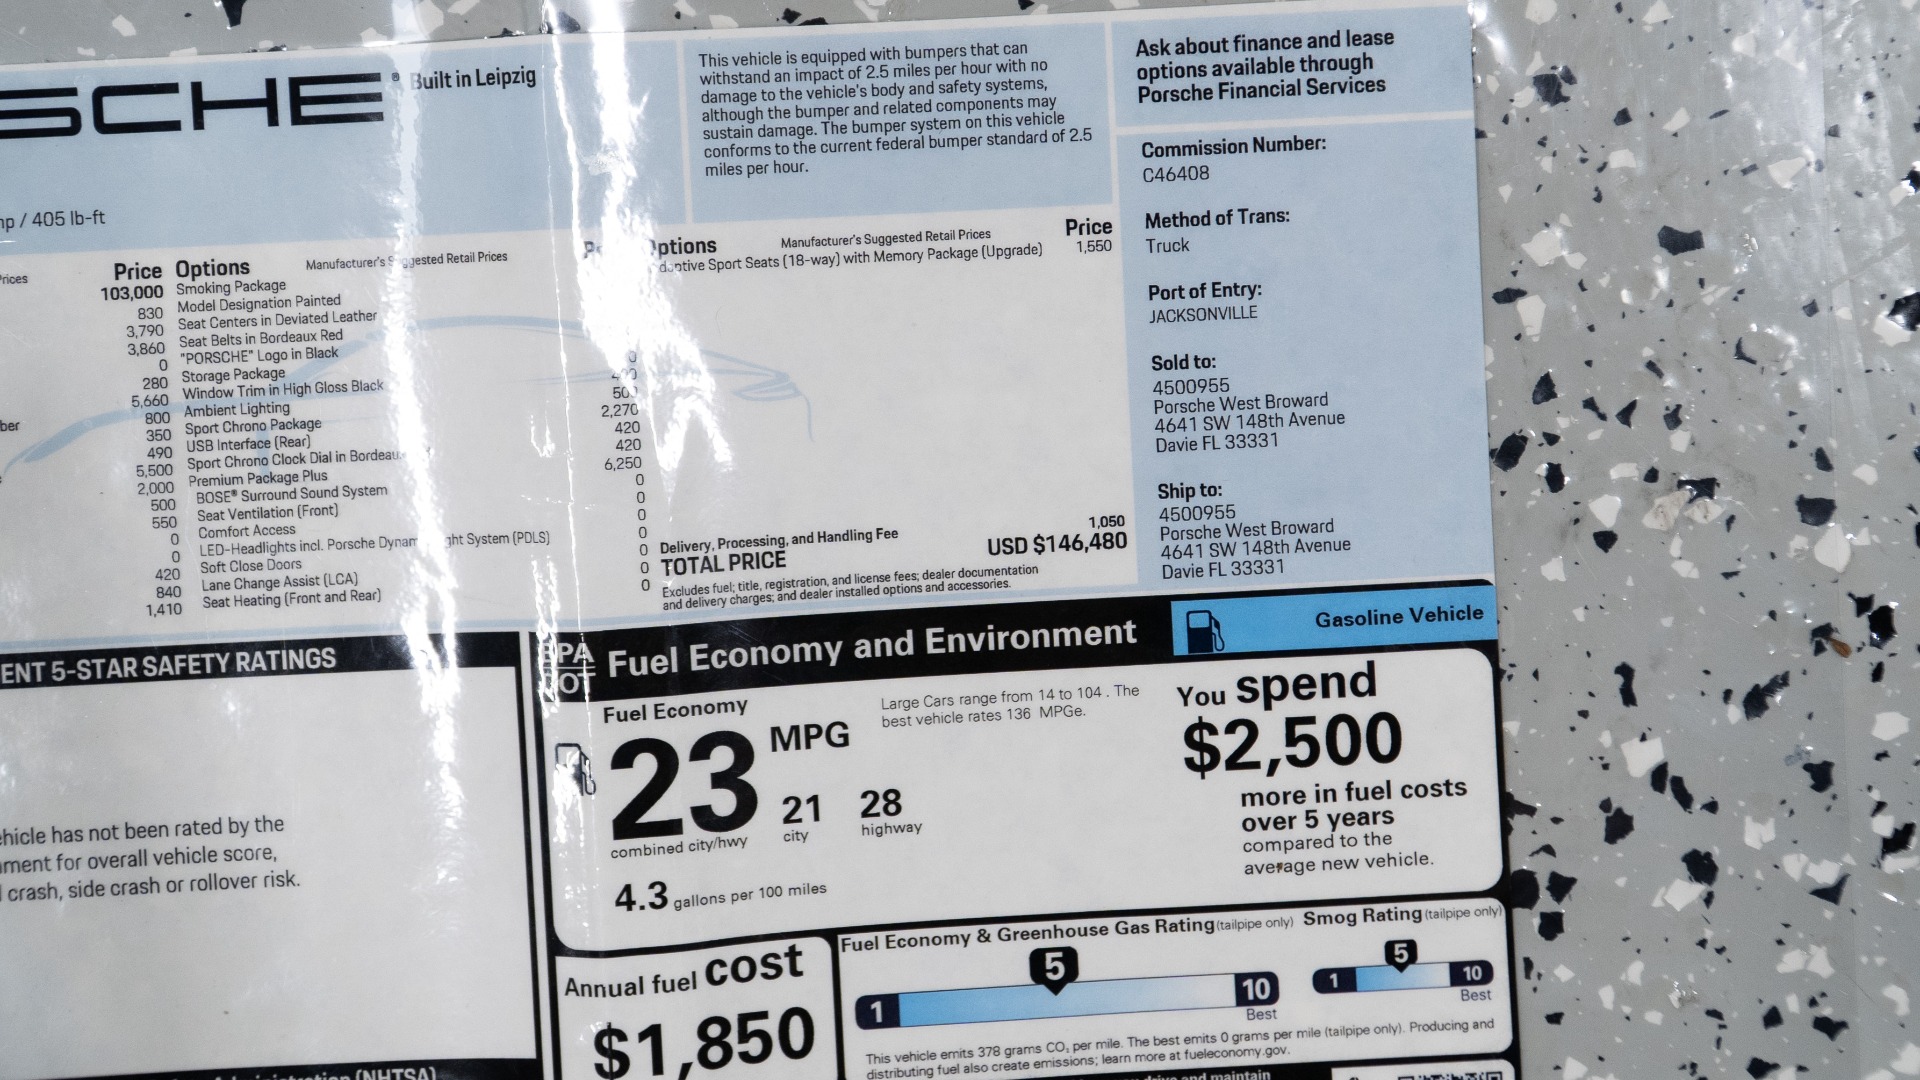 SCHE® Built in Leipzig
/ 405 lb-ft
This vehicle is equipped with bumpers that can
withstand an impact of 2.5 miles per hour with no
damage to the vehicle's body and safety systems,
although the bumper and related components may
sustain damage. The bumper system on this vehicle
conforms to the current federal bumper standard of 2.5
miles per hour.
Ask about finance and lease
options available through
Porsche Financial Services
Commission Number:
C46408
Method of Trans:
Truck
Port of Entry:
JACKSONVILLE
Sold to:
4500955
Porsche West Broward
4641 SW 148th Avenue
Davie FL 33331
Ship to:
4500955
Porsche West Broward
4641 SW 148th Avenue
Davie FL 33331
Price
103,000
830
3,790
3,860
0
280
5,660
800
350
490
5,500
2,000
500
550
0
0
420
840
1,410
Options Manufacturer's Suggested Retail Prices
Smoking Package
Model Designation Painted
Seat Centers in Deviated Leather
Seat Belts in Bordeaux Red
"PORSCHE" Logo in Black
Storage Package
Window Trim in High Gloss Black
Ambient Lighting
Sport Chrono Package
USB Interface (Rear)
Sport Chrono Clock Dial in
Premium Package Plus
BOSE® Surround Sound System
Seat Ventilation (Front)
Comfort Access
LED-Headlights incl. Porsche System (PDLS)
Soft Close Doors
Lane Change Assist (LCA)
Seat Heating (Front and Rear)
0
2,270
420
420
6,250
0
0
0
0
0
0
0
Options Manufacturer's Suggested Retail Prices Price
Sport Seats (18-way) with Memory Package (Upgrade) 1,550
Delivery, Processing, and Handling Fee 1,050
TOTAL PRICE USD $146,480
Excludes fuel; title, registration, and license fees; dealer documentation
and delivery charges; and dealer installed options and accessories.
5-STAR SAFETY RATINGS
has not been rated by the
for overall vehicle score,
crash, side crash or rollover risk.
(NHTSA)
EPA
DOT
Fuel Economy and Environment
Gasoline Vehicle
Fuel Economy
23 MPG
combined city/hwy
21
city
28
highway
4.3 gallons per 100 miles
Large Cars range from 14 to 104 . The
best vehicle rates 136 MPGe.
You spend
$2,500
more in fuel costs
over 5 years
compared to the
average new vehicle.
Annual fuel cost
$1,850
Fuel Economy & Greenhouse Gas Rating (tailpipe only)
5
1 10
Best
Smog Rating (tailpipe only)
5
1 10
Best
This vehicle emits 378 grams CO₂ per mile. The best emits 0 grams per mile (tailpipe only). Producing and
distributing fuel also create emissions; learn more at fueleconomy.gov.
and maintain